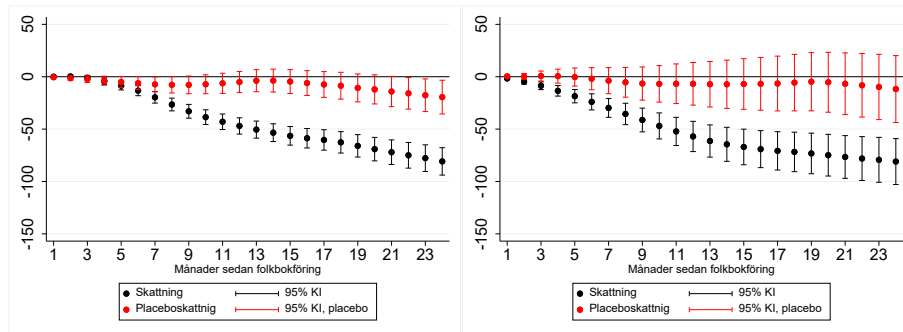 50
0
-50
-100
-150
1 3 5 7 9 11 13 15 17 19 21 23
Månader sedan folkbokföring
Skattning 95% KI
Placeboskattnig 95% KI, placebo
50
0
-50
-100
-150
1 3 5 7 9 11 13 15 17 19 21 23
Månader sedan folkbokföring
Skattning 95% KI
Placeboskattnig 95% KI, placebo